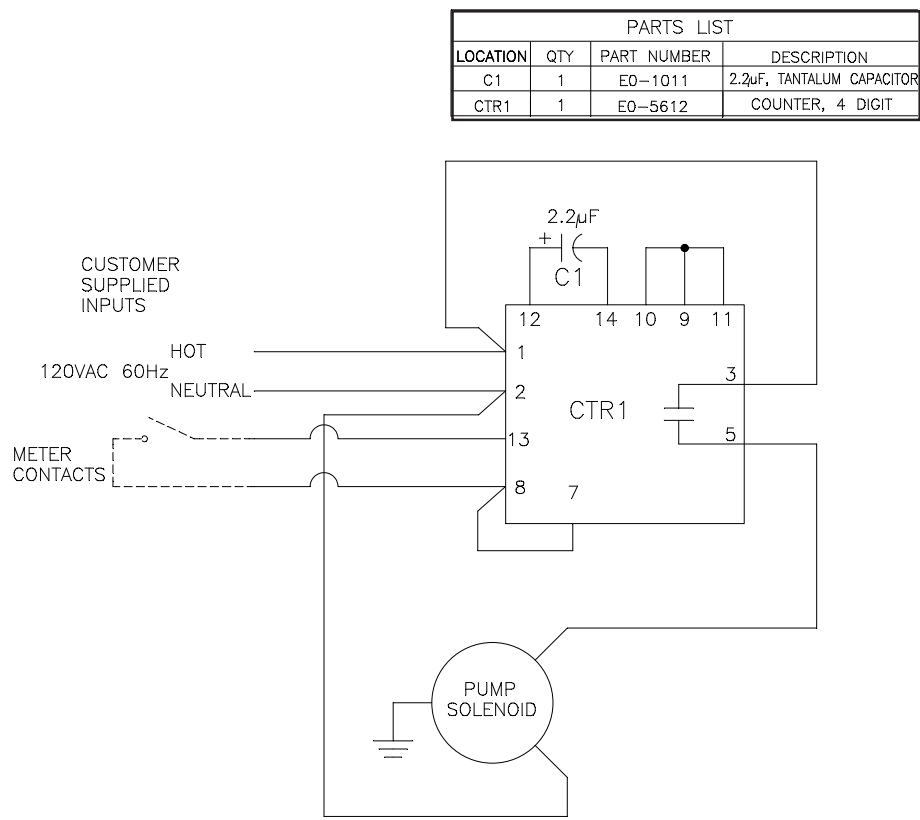 PARTS LIST
LOCATION QTY PART NUMBER DESCRIPTION
C1 1 E0-1011 2.2µF, TANTALUM CAPACITOR
CTR1 1 E0-5612 COUNTER, 4 DIGIT
2.2µF
+
C1
CUSTOMER
SUPPLIED
INPUTS
12 14 10 9 11
HOT
1
120VAC 60Hz
NEUTRAL
2
3
CTR1
13
5
METER
CONTACTS
8
7
PUMP
SOLENOID